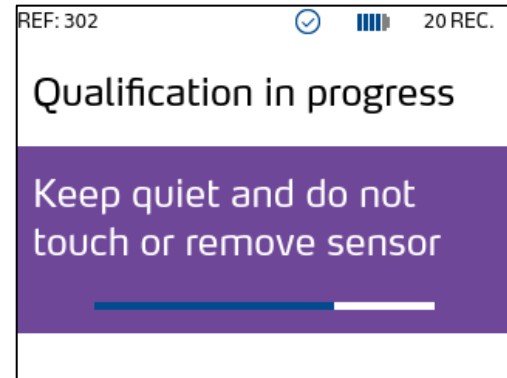 REF: 302 20 REC.
Qualification in progress
Keep quiet and do not
touch or remove sensor